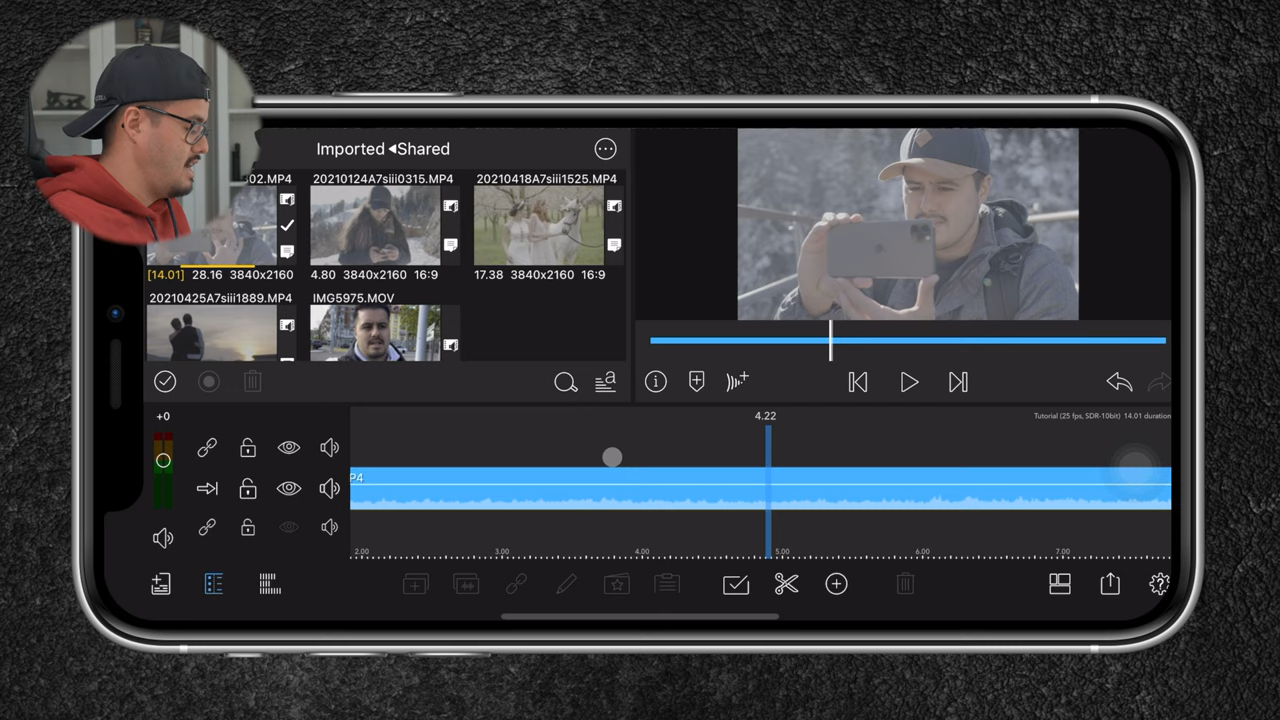 Imported ◂Shared
02.MP4
20210124A7siii0315.MP4
20210418A7siii1525.MP4
[14.01] 28.16 3840x2160
4.80 3840x2160 16:9
17.38 3840x2160 16:9
20210425A7siii1889.MP4
IMG5975.MOV
+0
4.22
Tutorial (25 fps, SDR-10bit) 14.01 duration
P4
2.00
3.00
4.00
5.00
6.00
7.00